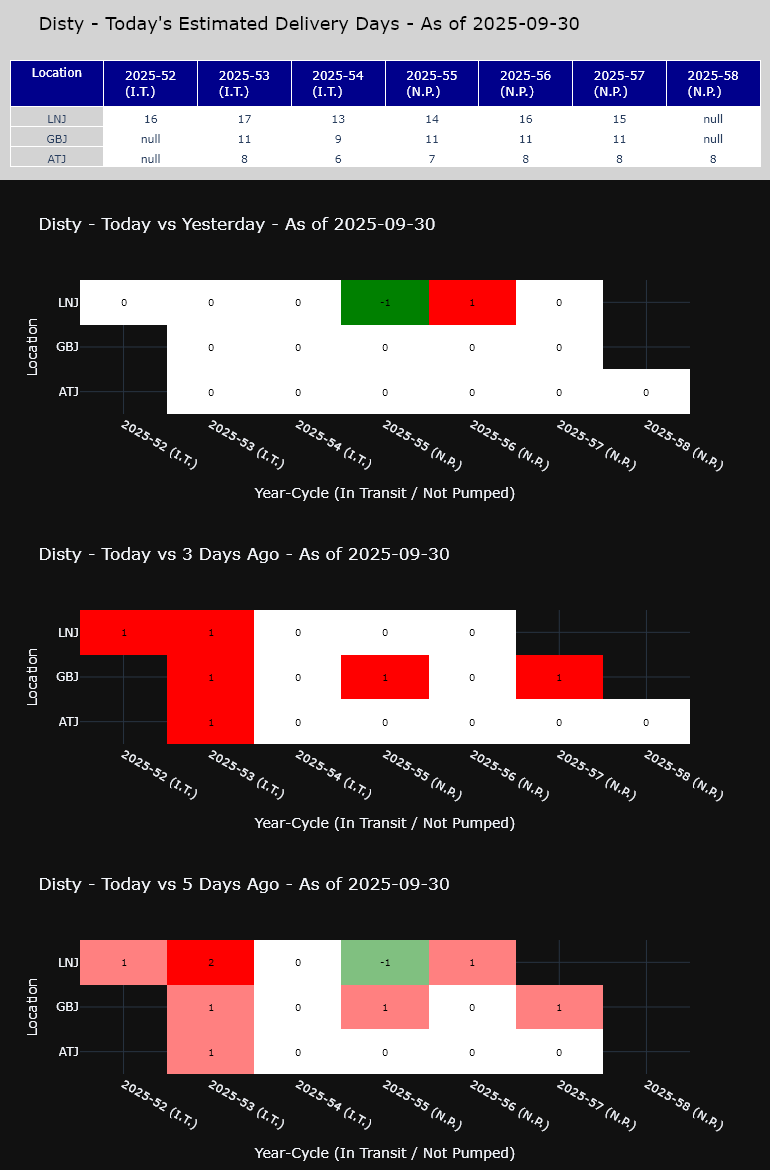 Disty - Today's Estimated Delivery Days - As of 2025-09-30
Location 2025-52 (I.T.) 2025-53 (I.T.) 2025-54 (I.T.) 2025-55 (N.P.) 2025-56 (N.P.) 2025-57 (N.P.) 2025-58 (N.P.)
LNJ 16 17 13 14 16 15 null
GBJ null 11 9 11 11 11 null
ATJ null 8 6 7 8 8 8
Disty - Today vs Yesterday - As of 2025-09-30
Location
LNJ 0 0 0 -1 1 0
GBJ 0 0 0 0 0
ATJ 0 0 0 0 0 0
2025-52 (I.T.) 2025-53 (I.T.) 2025-54 (I.T.) 2025-55 (N.P.) 2025-56 (N.P.) 2025-57 (N.P.) 2025-58 (N.P.)
Year-Cycle (In Transit / Not Pumped)
Disty - Today vs 3 Days Ago - As of 2025-09-30
Location
LNJ 1 1 0 0 0
GBJ 1 0 1 0 1
ATJ 1 0 0 0 0 0
2025-52 (I.T.) 2025-53 (I.T.) 2025-54 (I.T.) 2025-55 (N.P.) 2025-56 (N.P.) 2025-57 (N.P.) 2025-58 (N.P.)
Year-Cycle (In Transit / Not Pumped)
Disty - Today vs 5 Days Ago - As of 2025-09-30
Location
LNJ 1 2 0 -1 1
GBJ 1 0 1 0 1
ATJ 1 0 0 0 0
2025-52 (I.T.) 2025-53 (I.T.) 2025-54 (I.T.) 2025-55 (N.P.) 2025-56 (N.P.) 2025-57 (N.P.) 2025-58 (N.P.)
Year-Cycle (In Transit / Not Pumped)